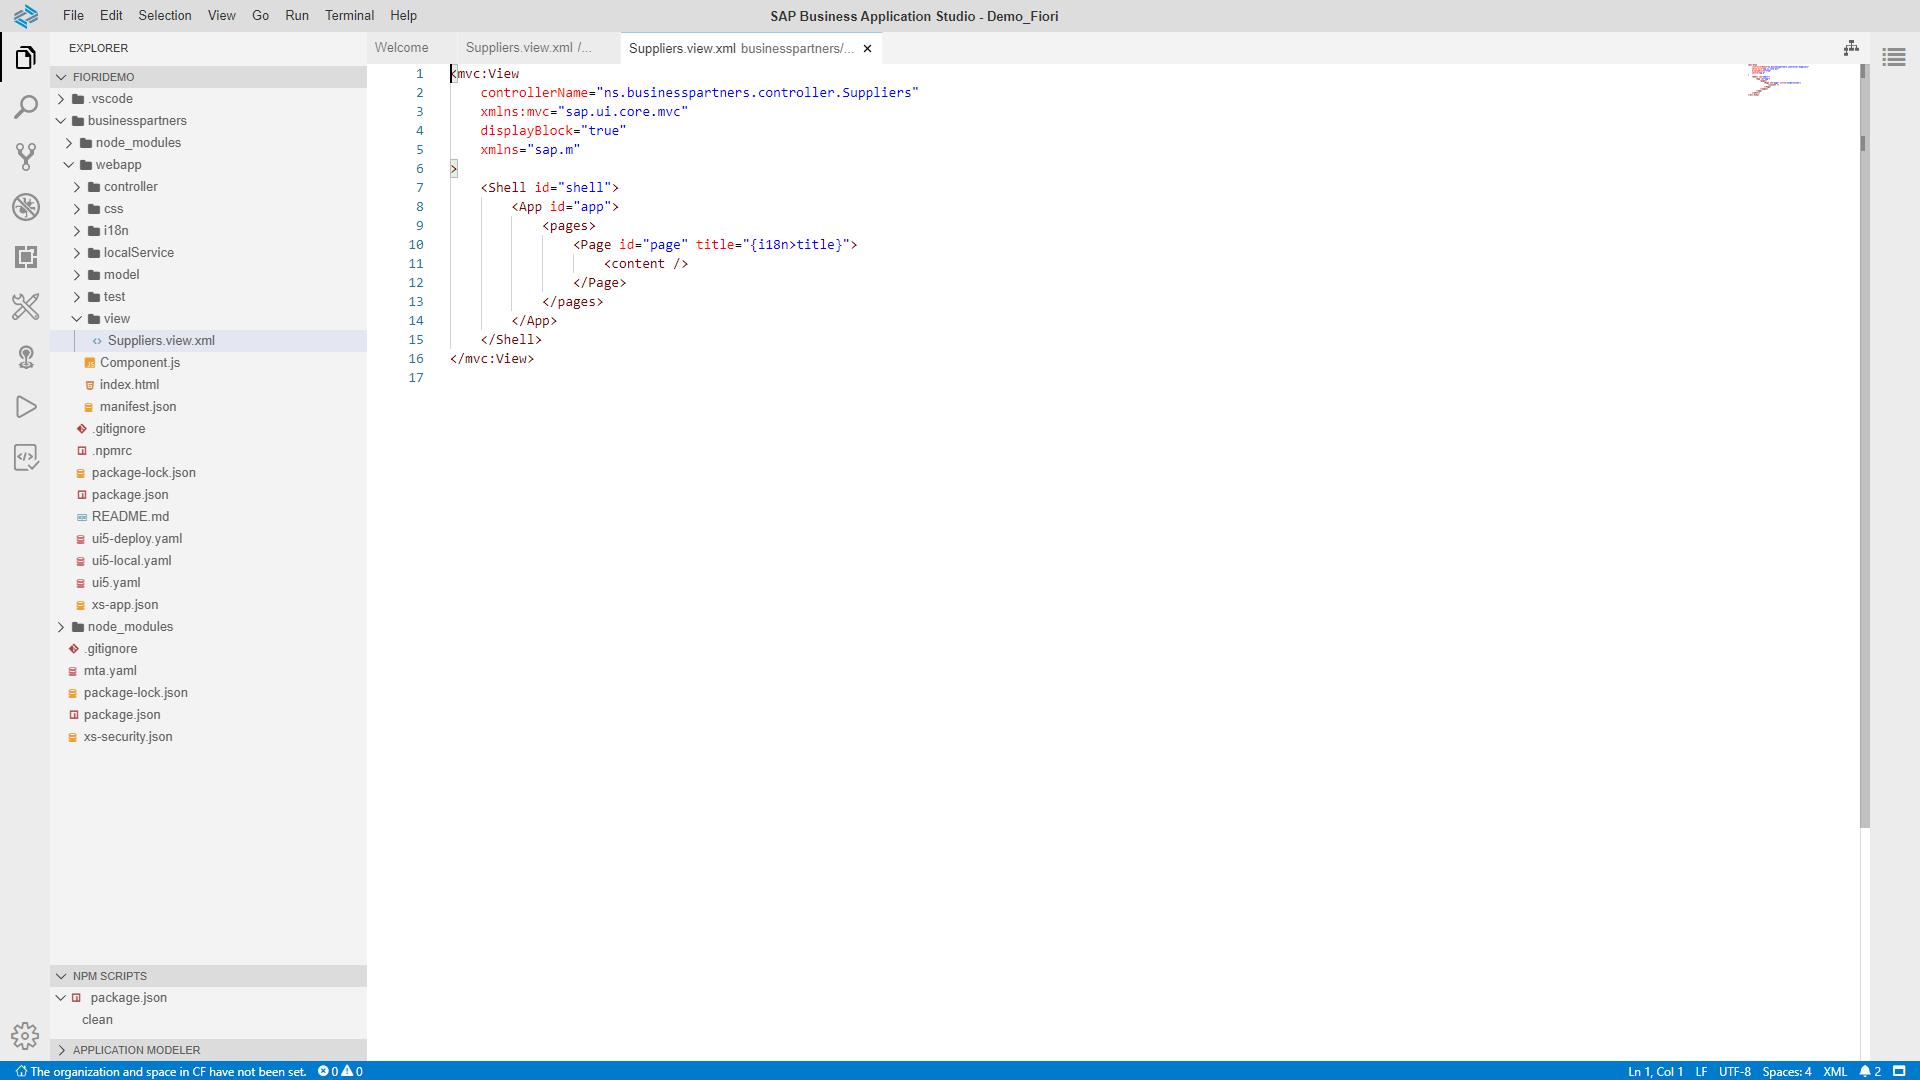 File Edit Selection View Go Run Terminal Help
SAP Business Application Studio - Demo_Fiori
EXPLORER
FIORIDEMO
.vscode
businesspartners
node_modules
webapp
controller
css
i18n
localService
model
test
view
Suppliers.view.xml
Component.js
index.html
manifest.json
.gitignore
.npmrc
package-lock.json
package.json
README.md
ui5-deploy.yaml
ui5-local.yaml
ui5.yaml
xs-app.json
node_modules
.gitignore
mta.yaml
package-lock.json
package.json
xs-security.json
NPM SCRIPTS
package.json
clean
APPLICATION MODELER
Welcome
Suppliers.view.xml /...
Suppliers.view.xml businesspartners/...
1 <mvc:View
2 controllerName="ns.businesspartners.controller.Suppliers"
3 xmlns:mvc="sap.ui.core.mvc"
4 displayBlock="true"
5 xmlns="sap.m"
6 >
7 <Shell id="shell">
8 <App id="app">
9 <pages>
10 <Page id="page" title="{i18n>title}">
11 <content />
12 </Page>
13 </pages>
14 </App>
15 </Shell>
16 </mvc:View>
17
The organization and space in CF have not been set. 0 0
Ln 1, Col 1 LF UTF-8 Spaces: 4 XML 2